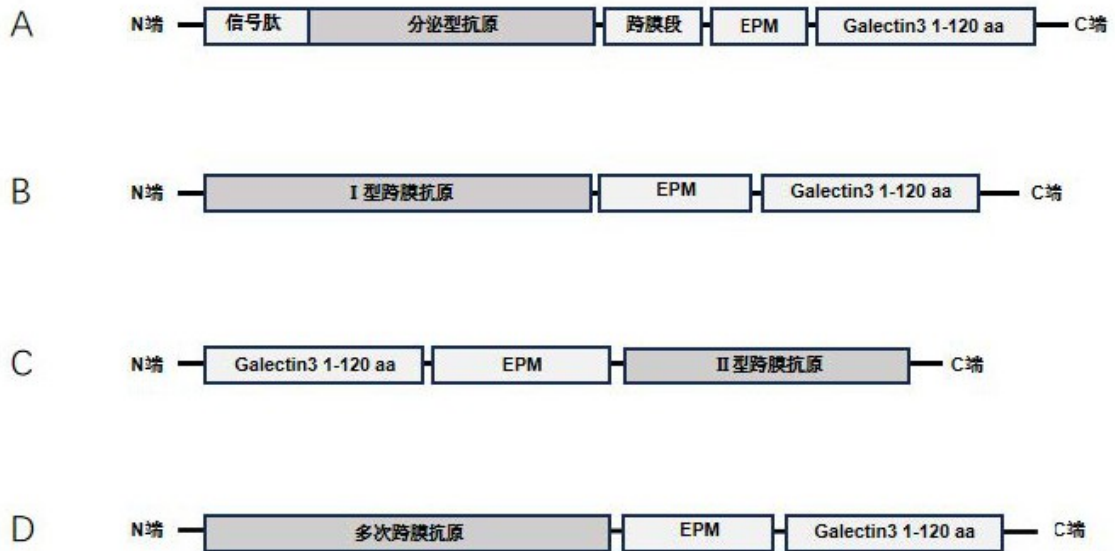 A N端 信号肽 分泌型抗原 跨膜段 EPM Galectin3 1-120 aa C端
B N端 I 型跨膜抗原 EPM Galectin3 1-120 aa C端
C N端 Galectin3 1-120 aa EPM II型跨膜抗原 C端
D N端 多次跨膜抗原 EPM Galectin3 1-120 aa C端